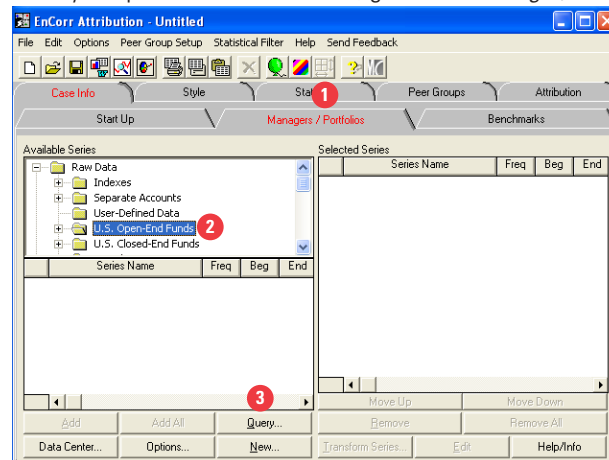 EnCorr Attribution - Untitled
File Edit Options Peer Group Setup Statistical Filter Help Send Feedback
Case Info Style Stat 1 Peer Groups Attribution
Start Up Managers / Portfolios Benchmarks
Available Series Selected Series
Raw Data Series Name Freq Beg End
Indexes
Separate Accounts
User-Defined Data
U.S. Open-End Funds 2
U.S. Closed-End Funds
Series Name Freq Beg End
3
Move Up Move Down
Add Add All Query... Remove Remove All
Data Center... Options... New... Transform Series... Edit Help/Info